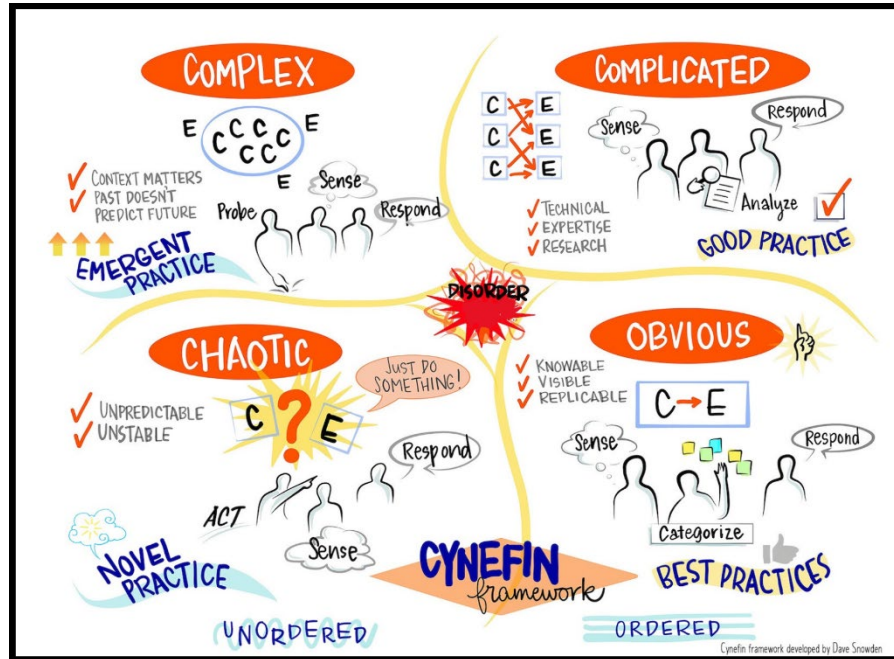 COMPLEX
E
C C C C C C
E
E
CONTEXT MATTERS
PAST DOESN'T
PREDICT FUTURE
Probe
Sense
Respond
EMERGENT
PRACTICE
COMPLICATED
C E
C E
C E
Sense
Respond
Analyze
TECHNICAL
EXPERTISE
RESEARCH
GOOD PRACTICE
DISORDER
CHAOTIC
UNPREDICTABLE
UNSTABLE
C ? E
JUST DO
SOMETHING!
Respond
ACT
Sense
NOVEL
PRACTICE
OBVIOUS
KNOWABLE
VISIBLE
REPLICABLE
C → E
Sense
Respond
Categorize
BEST PRACTICES
CYNEFIN
framework
UNORDERED
ORDERED
Cynefin framework developed by Dave Snowden